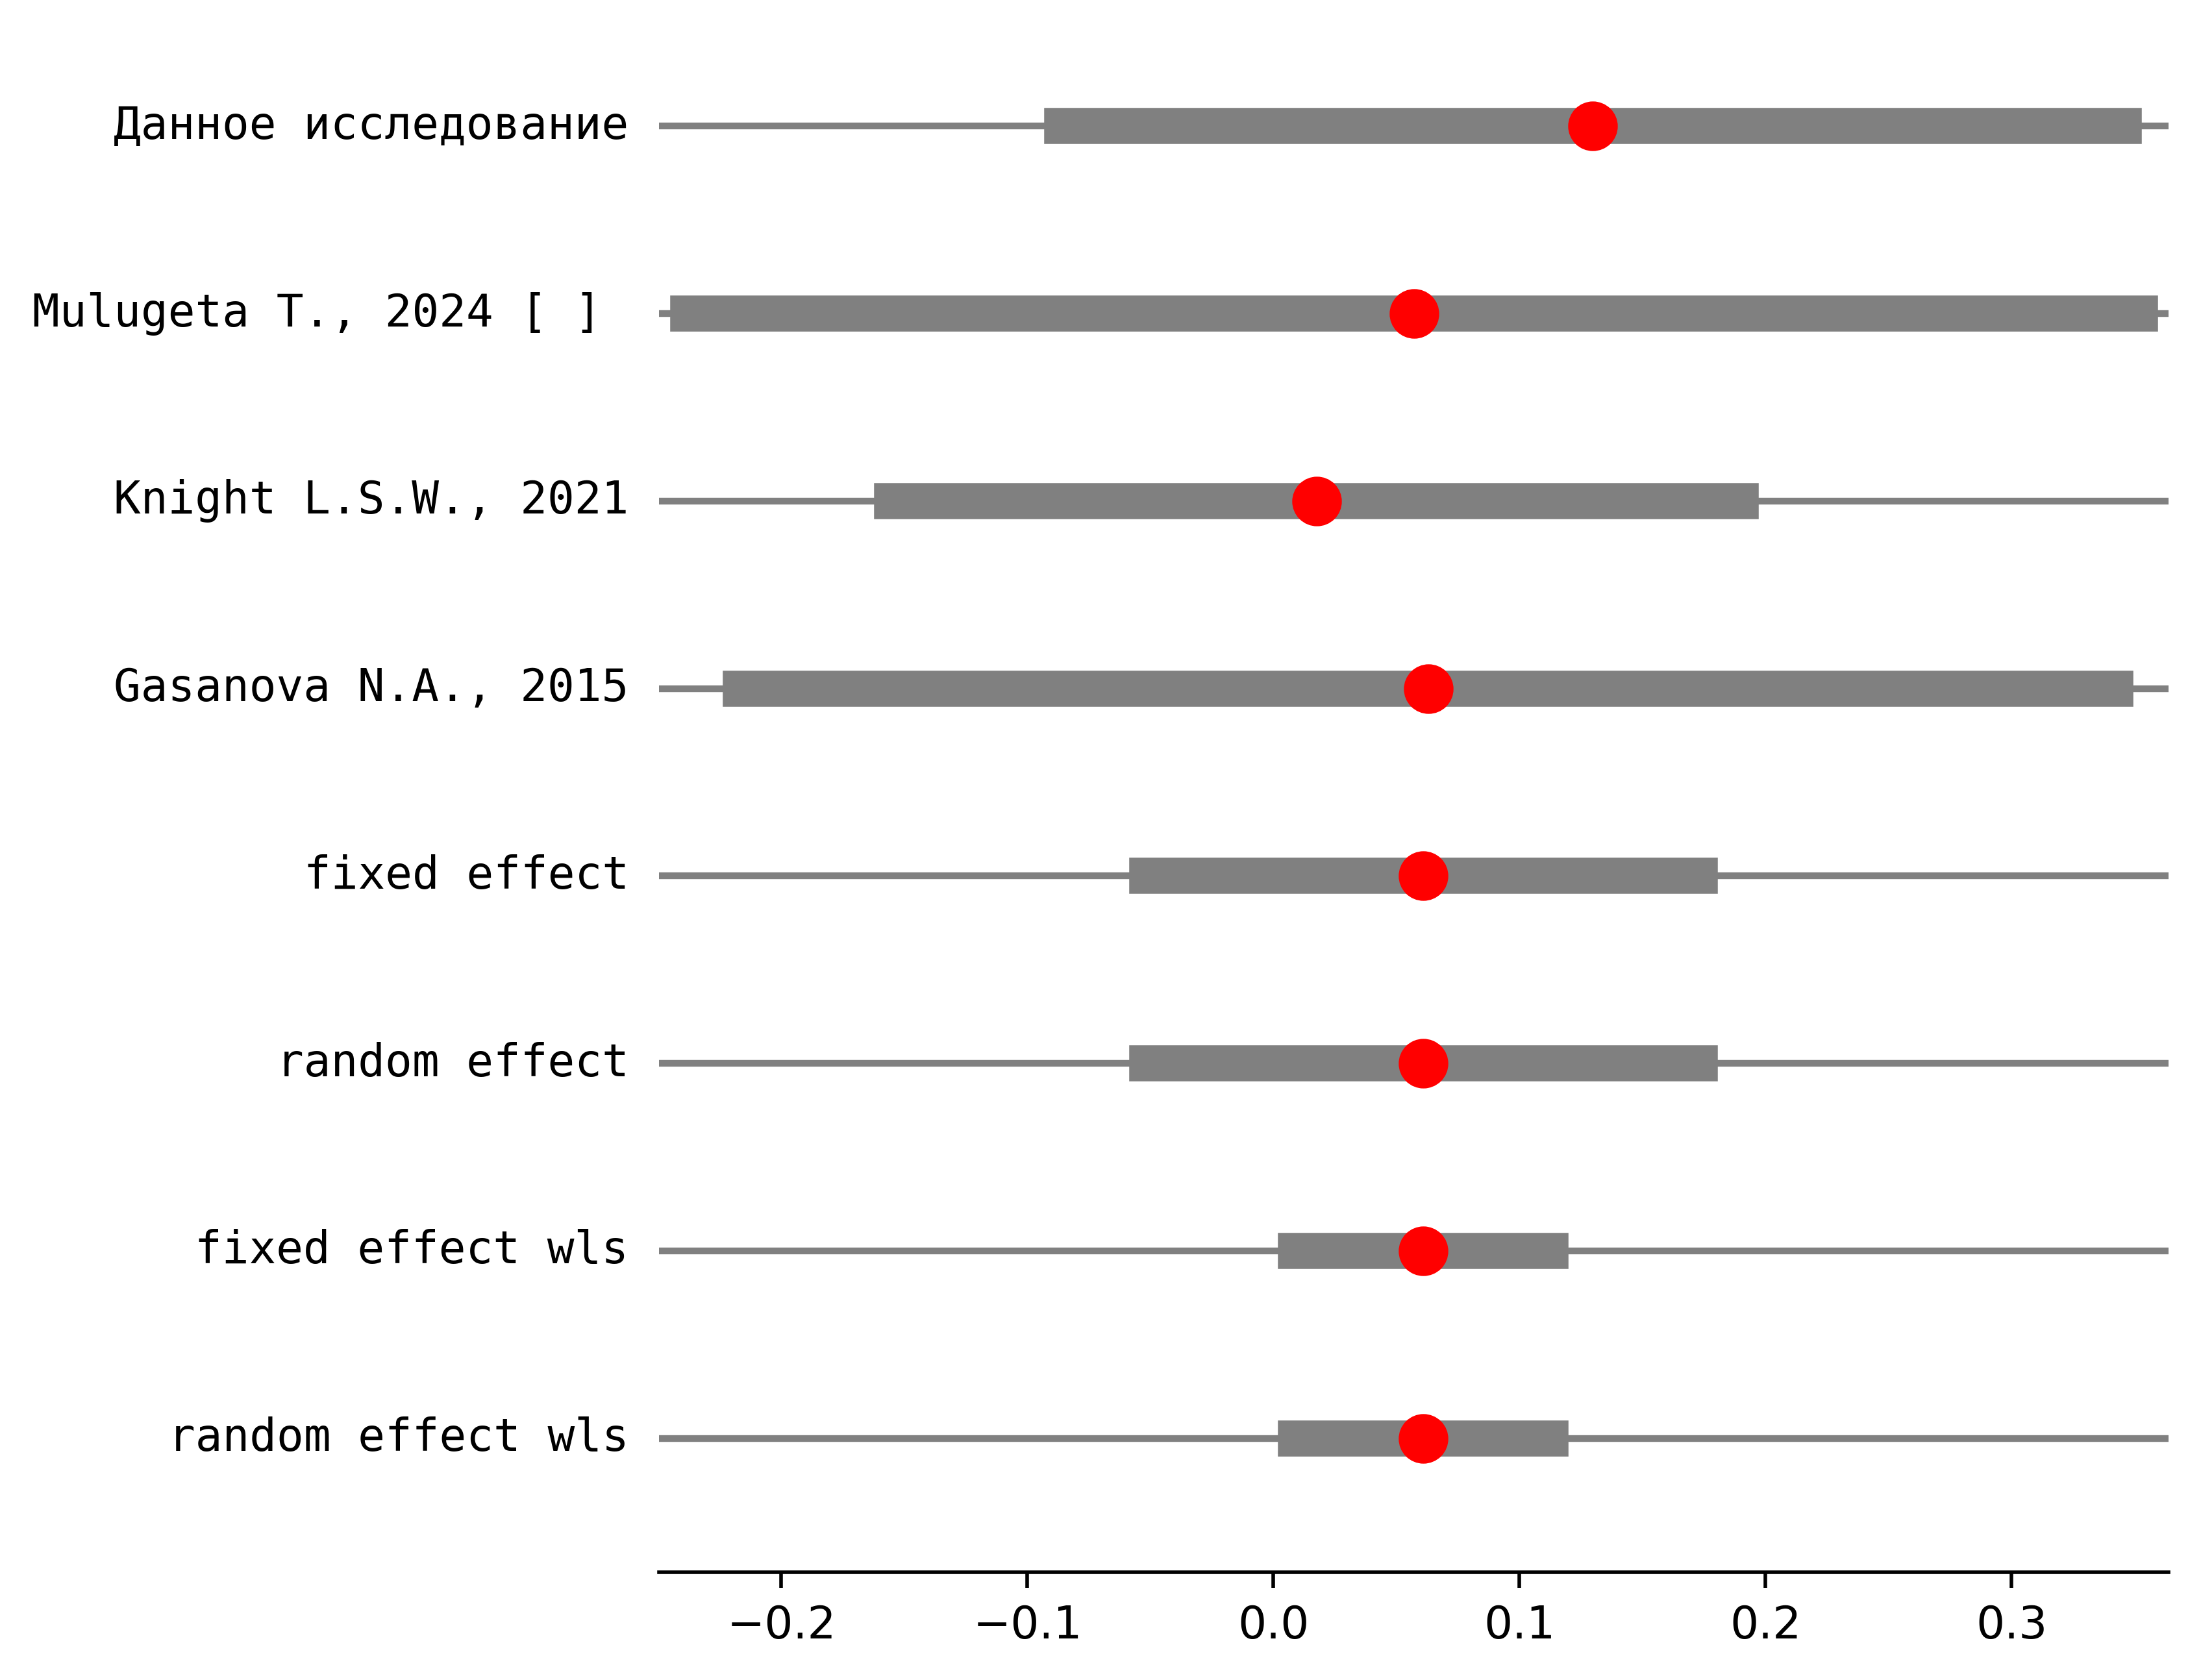 Данное исследование
Mulugeta T., 2024 [ ]
Knight L.S.W., 2021
Gasanova N.A., 2015
fixed effect
random effect
fixed effect wls
random effect wls
−0.2 −0.1 0.0 0.1 0.2 0.3